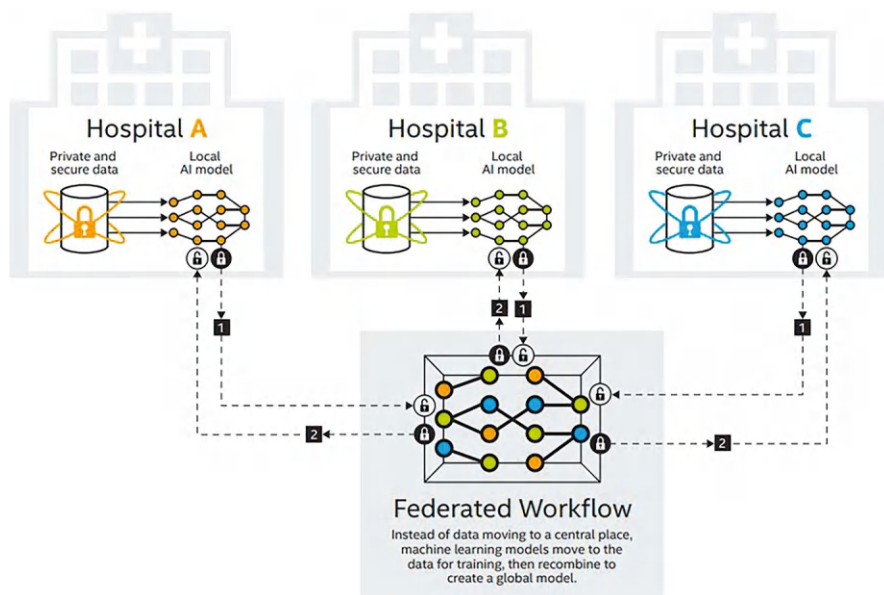 Hospital A
Private and
secure data
Local
AI model
Hospital B
Private and
secure data
Local
AI model
Hospital C
Private and
secure data
Local
AI model
1
2
1
1
2
2
Federated Workflow
Instead of data moving to a central place,
machine learning models move to the
data for training, then recombine to
create a global model.